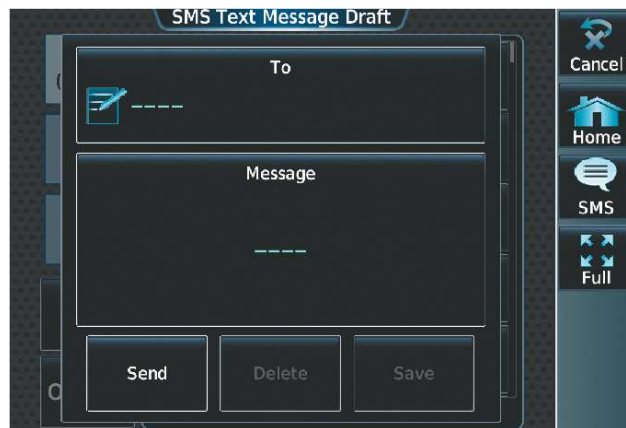 SMS Text Message Draft
To
----
Message
----
Send
Delete
Save
Cancel
Home
SMS
Full